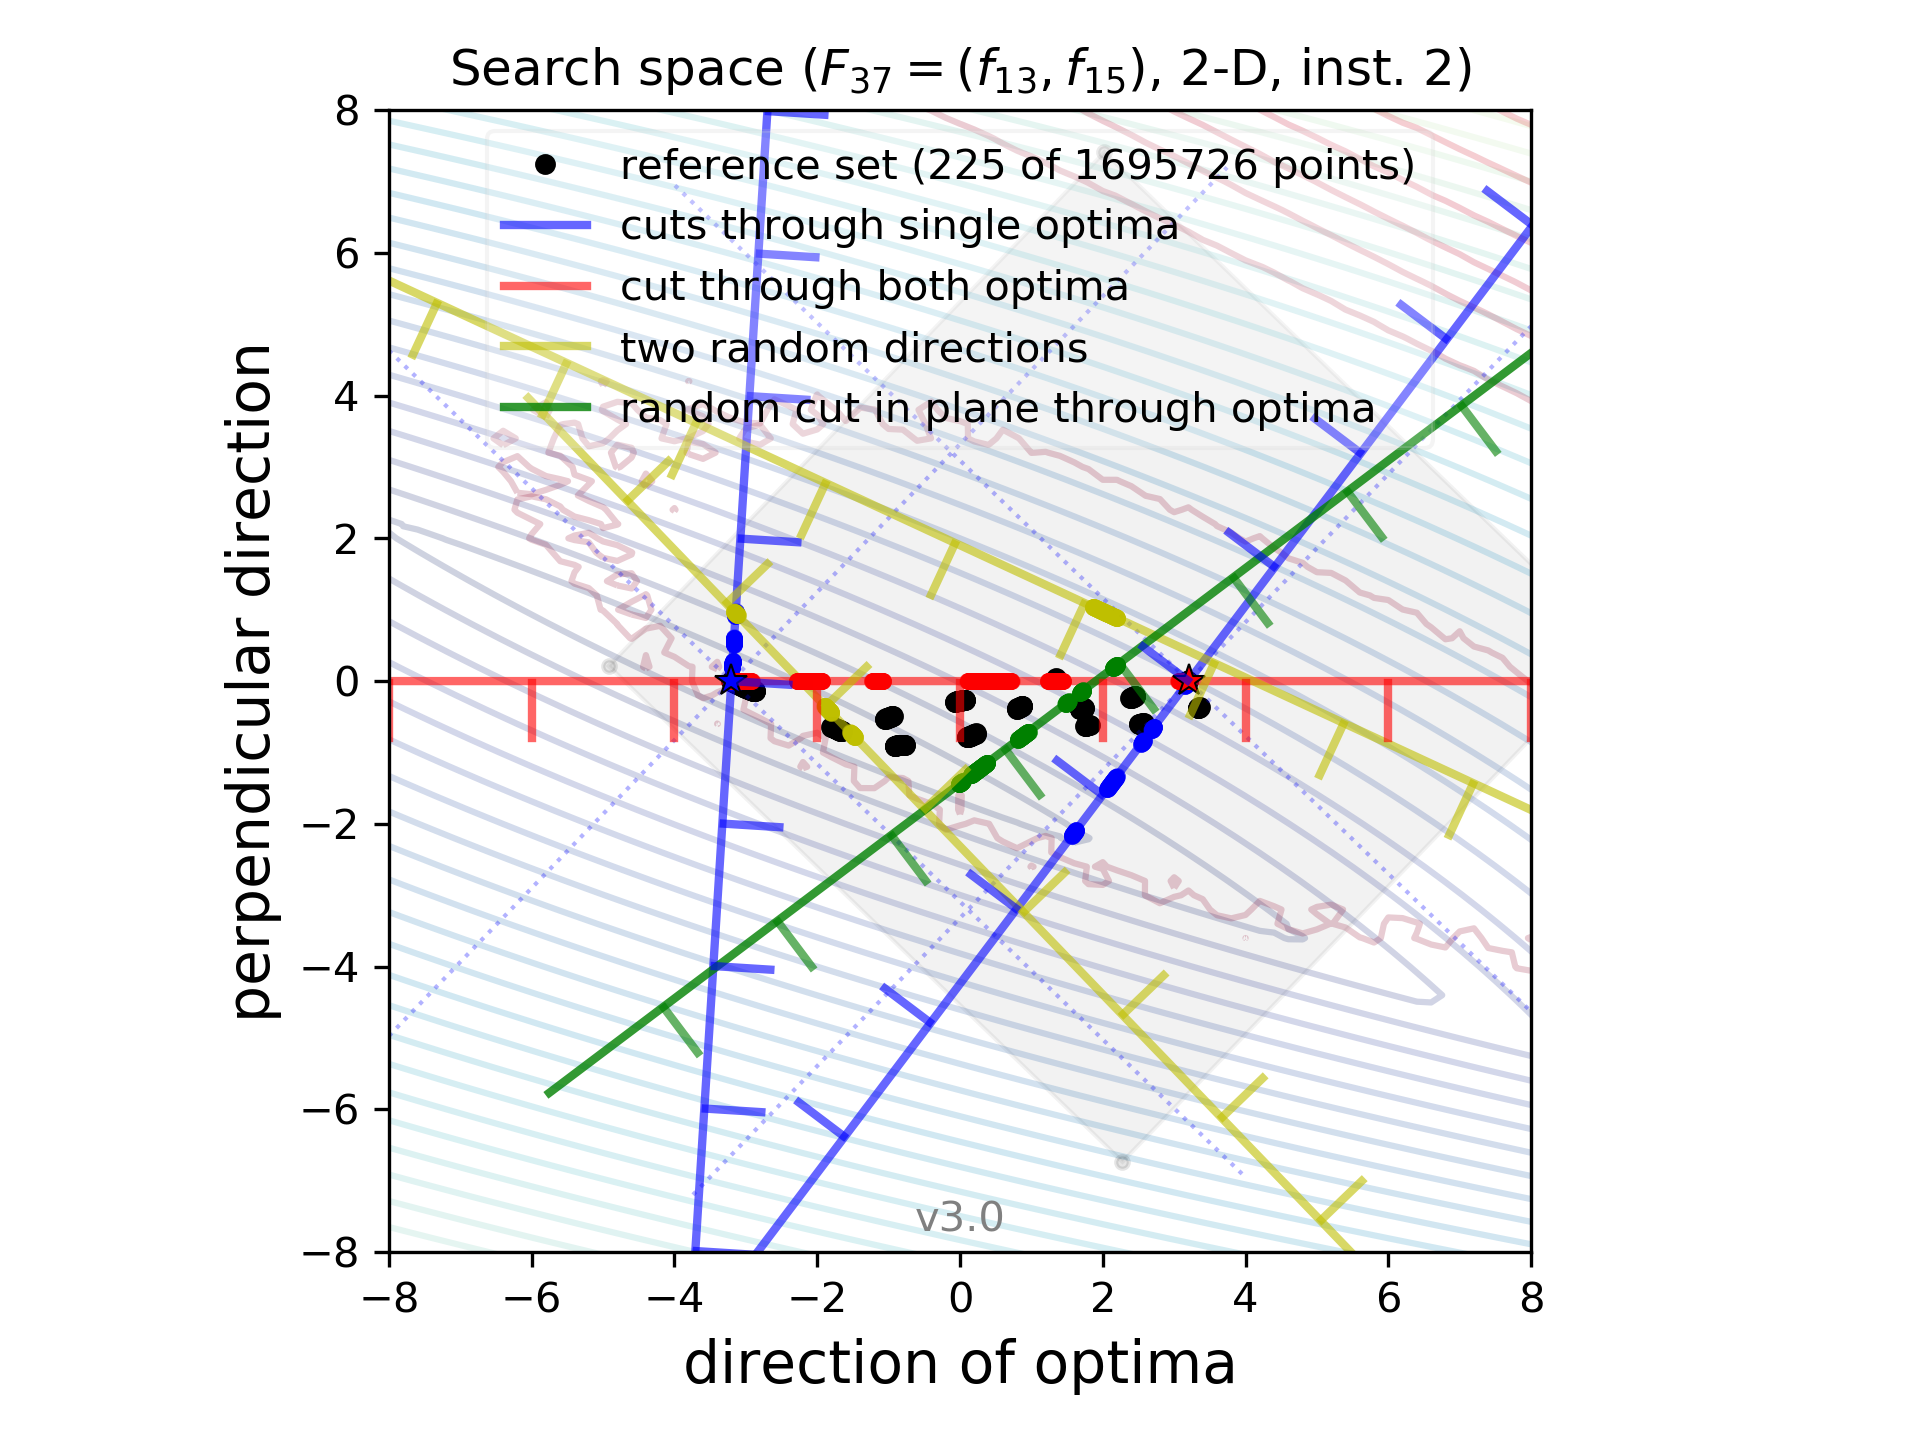 Search space (F37 = (f13, f15), 2-D, inst. 2)
reference set (225 of 1695726 points)
cuts through single optima
cut through both optima
two random directions
random cut in plane through optima
8
6
4
2
0
−2
−4
−6
−8
perpendicular direction
v3.0
−8 −6 −4 −2 0 2 4 6 8
direction of optima